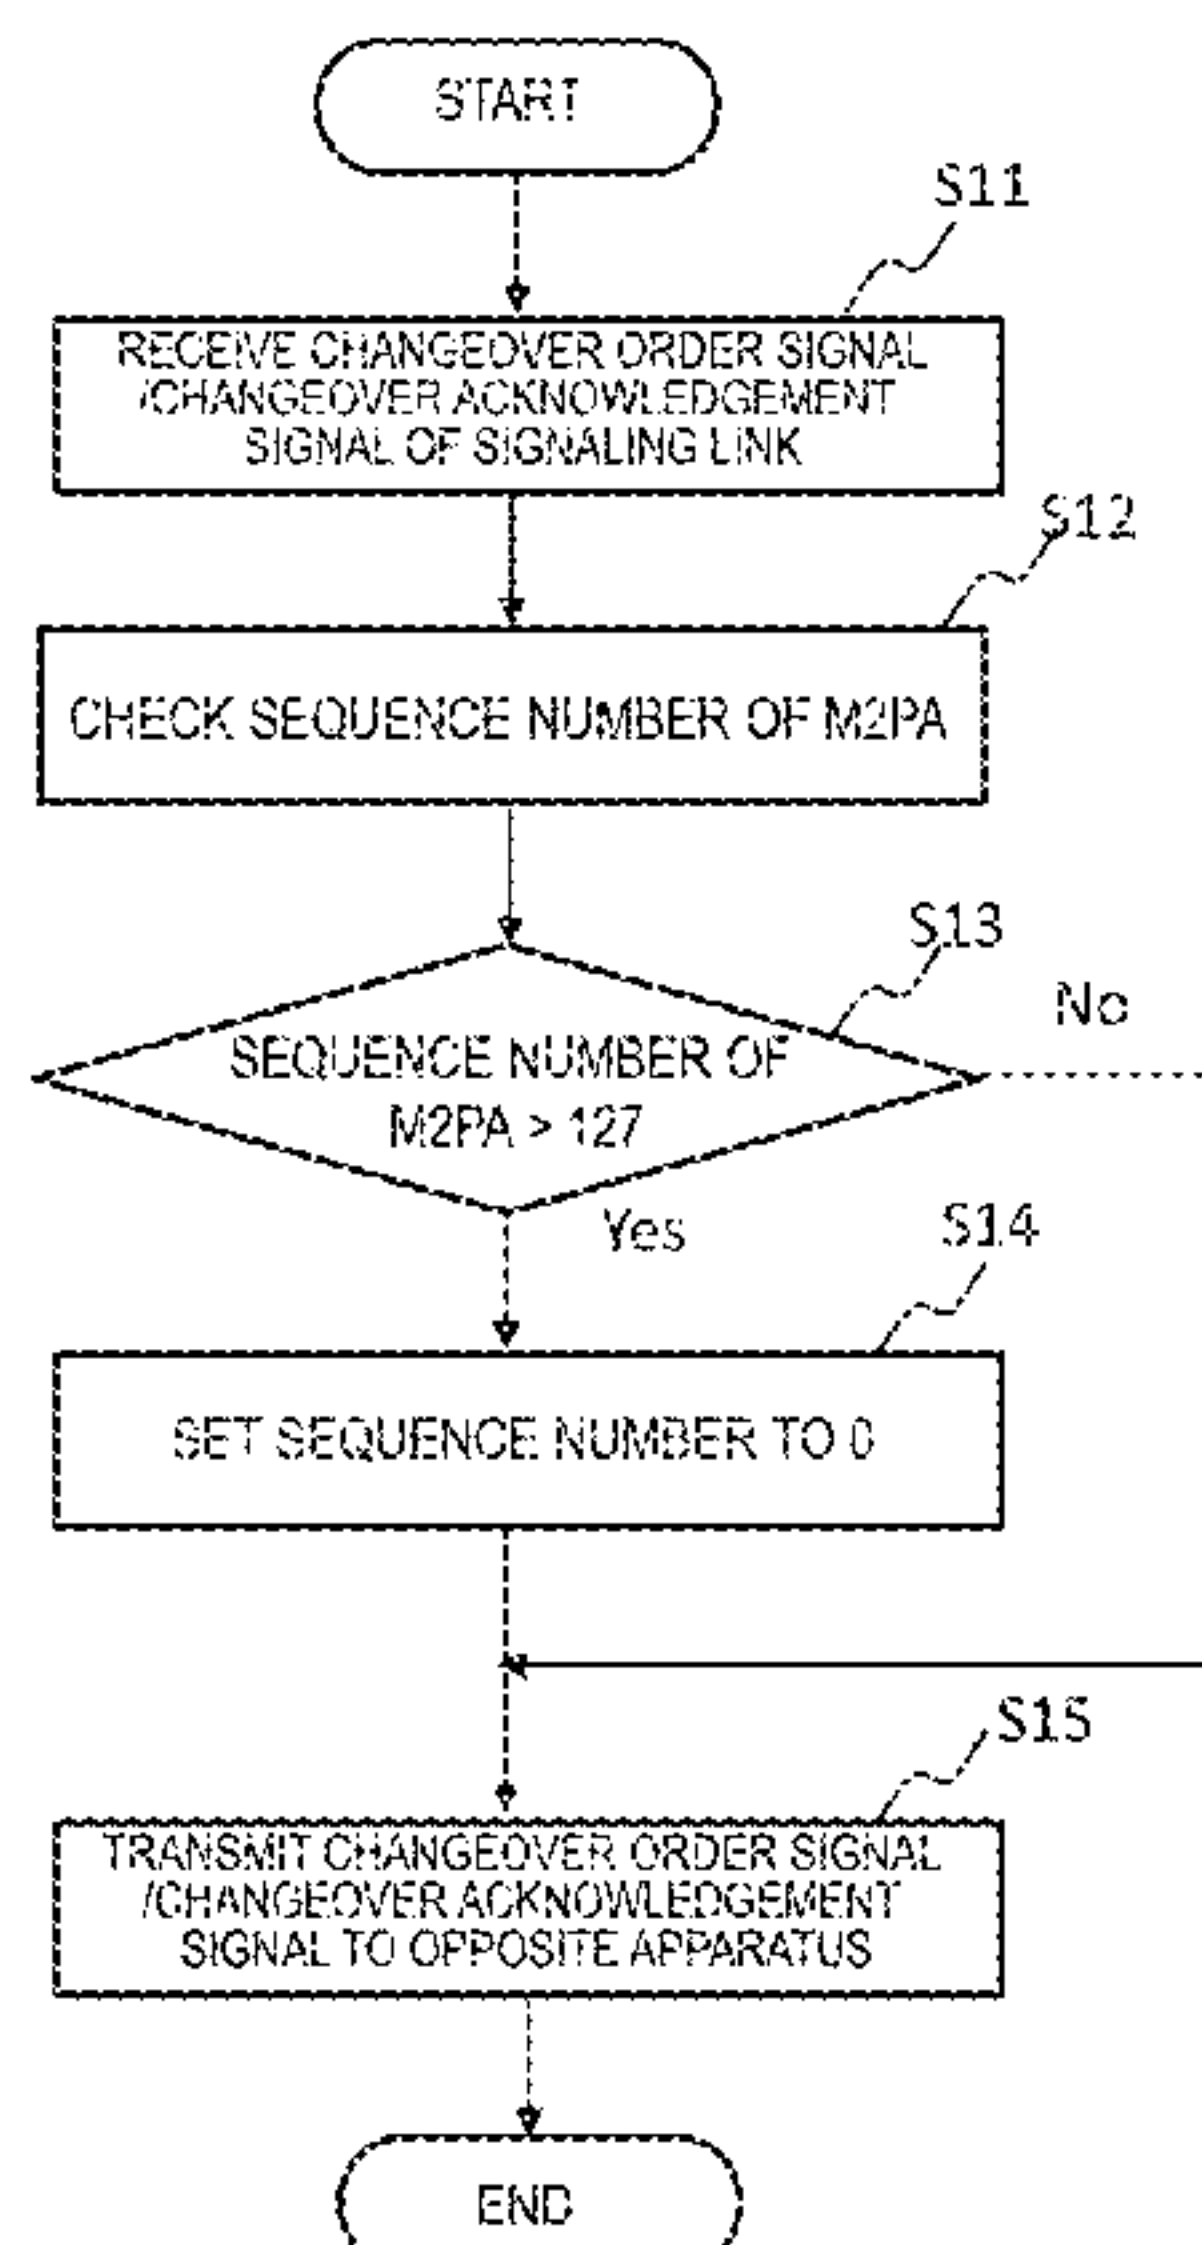 START
S11
RECEIVE CHANGEOVER ORDER SIGNAL
/CHANGEOVER ACKNOWLEDGEMENT
SIGNAL OF SIGNALING LINK
S12
CHECK SEQUENCE NUMBER OF M2PA
S13
No
SEQUENCE NUMBER OF
M2PA > 127
Yes
S14
SET SEQUENCE NUMBER TO 0
S15
TRANSMIT CHANGEOVER ORDER SIGNAL
/CHANGEOVER ACKNOWLEDGEMENT
SIGNAL TO OPPOSITE APPARATUS
END